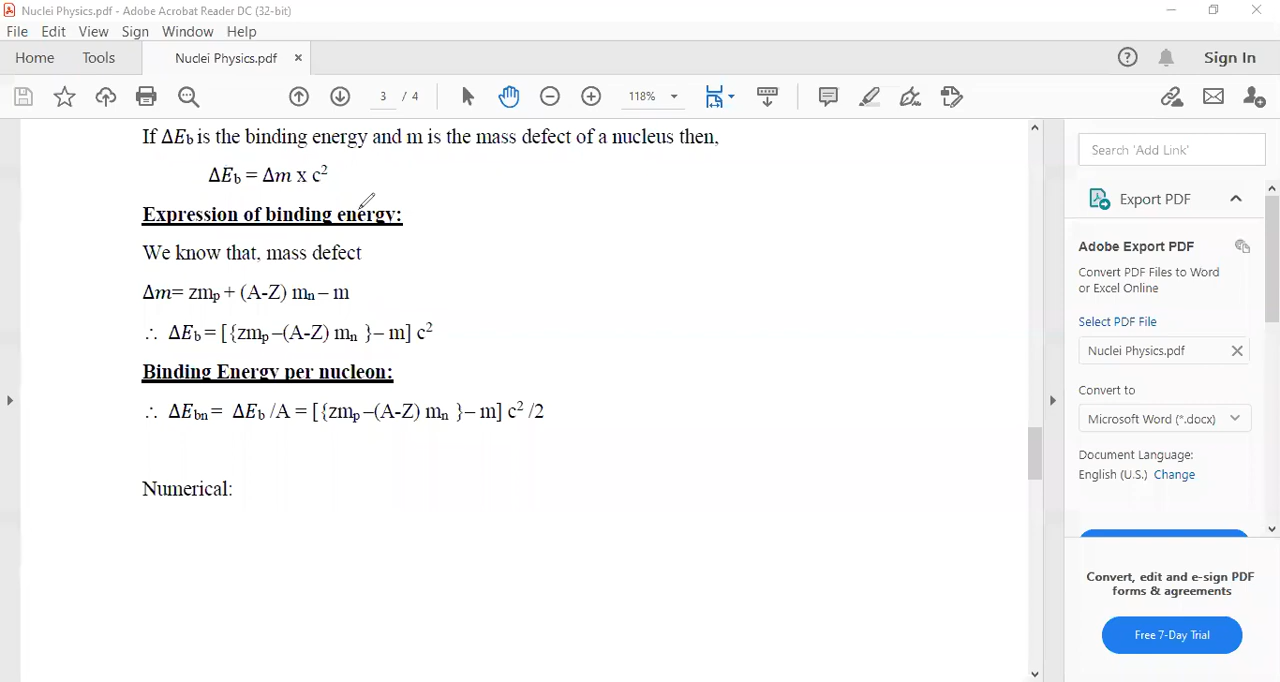 Nuclei Physics.pdf - Adobe Acrobat Reader DC (32-bit)
File Edit View Sign Window Help
Home Tools Nuclei Physics.pdf × Sign In
3 / 4 118%
If ΔEb is the binding energy and m is the mass defect of a nucleus then,
ΔEb = Δm x c²
Expression of binding energy:
We know that, mass defect
Δm= zmp + (A-Z) mn – m
∴ ΔEb = [{zmp –(A-Z) mn }– m] c²
Binding Energy per nucleon:
∴ ΔEbn = ΔEb /A = [{zmp –(A-Z) mn }– m] c² /2
Numerical:
Search 'Add Link'
Export PDF
Adobe Export PDF
Convert PDF Files to Word
or Excel Online
Select PDF File
Nuclei Physics.pdf
Convert to
Microsoft Word (*.docx)
Document Language:
English (U.S.) Change
Convert, edit and e-sign PDF
forms & agreements
Free 7-Day Trial